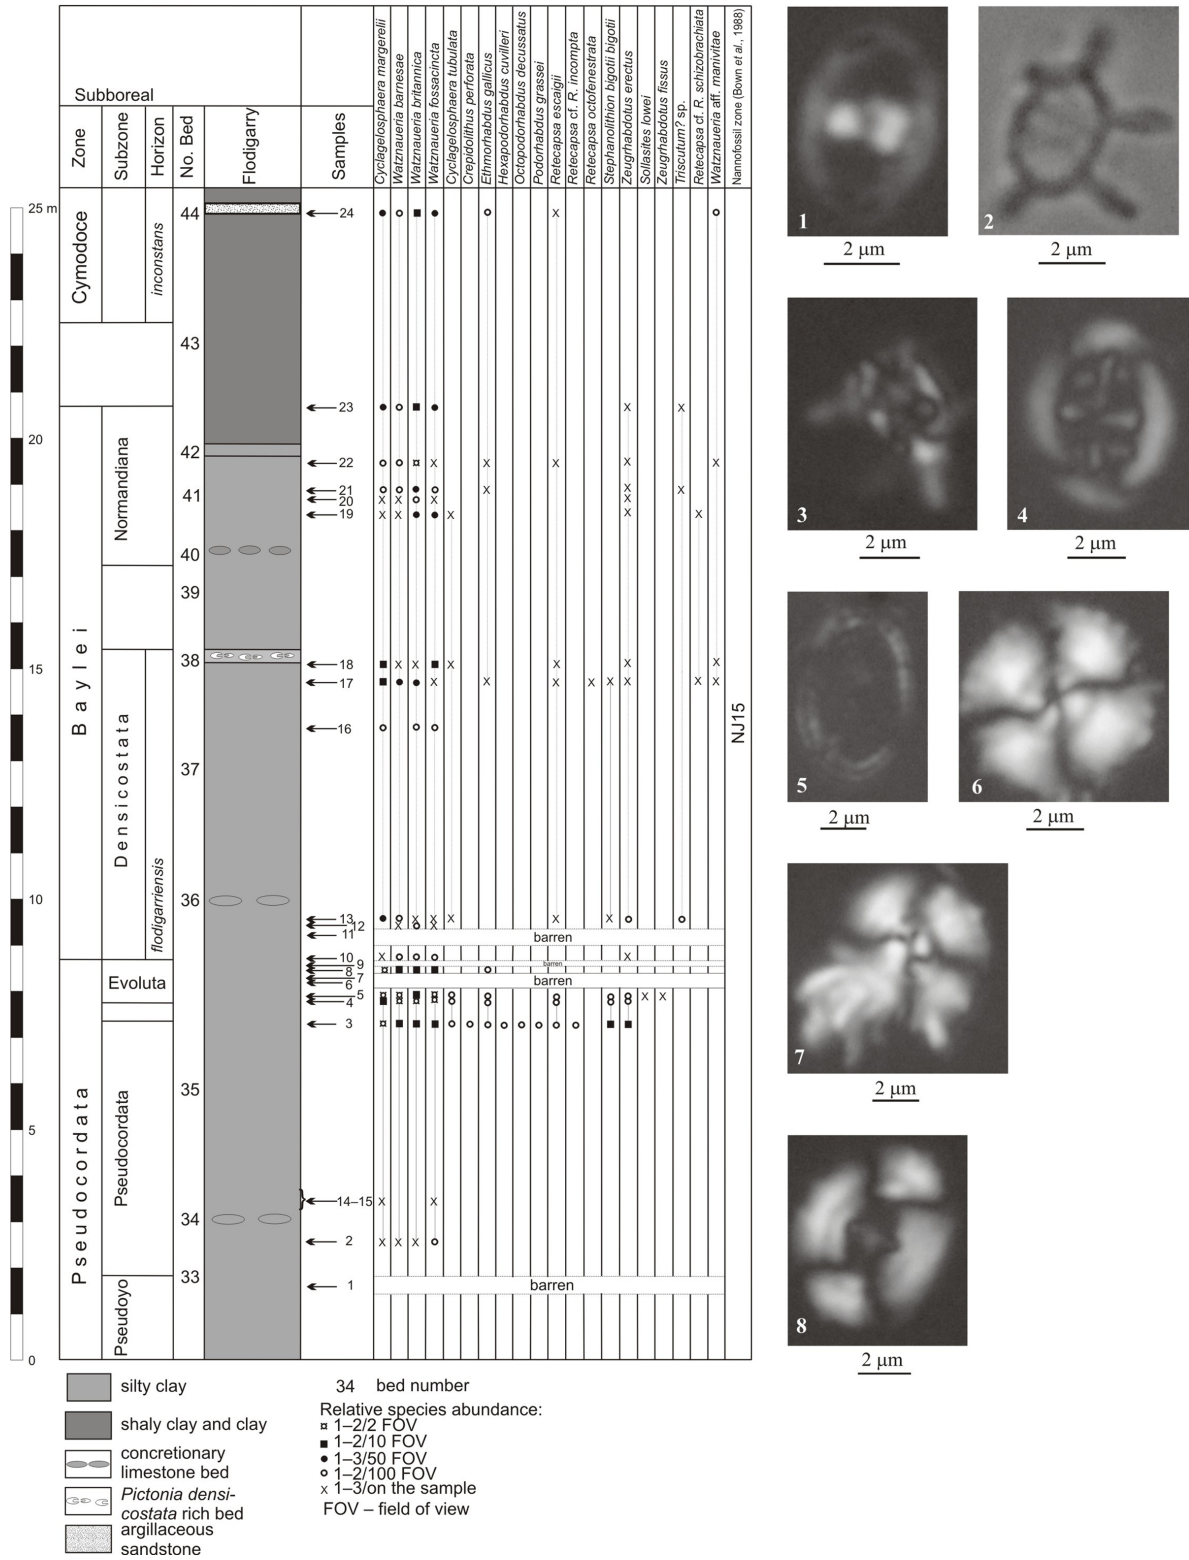 Subboreal
Zone
Subzone
Horizon
No. Bed
Flodigarry
Samples
Cyclagelosphaera margerelii
Watznaueria barnesae
Watznaueria britannica
Watznaueria fossacincta
Cyclagelosphaera tubulata
Crepidolithus perforata
Ethmorhabdus gallicus
Hexapodorhabdus cuvilleri
Octopodorhabdus decussatus
Podorhabdus grassei
Retecapsa escaigii
Retecapsa cf. R. incompta
Retecapsa octofenestrata
Stephanolithion bigotii bigotii
Zeugrhabdotus erectus
Sollasites lowei
Zeugrhabdotus fissus
Triscutum? sp.
Retecapsa cf. R. schizobrachiata
Watznaueria aff. manivitae
Nannofossil zone (Bown et al., 1988)
25 m
20
15
10
5
0
Cymodoce
inconstans
Baylei
Normandiana
Densicostata
flodigarriensis
Pseudocordata
Evoluta
Pseudocordata
Pseudoyo
44
43
42
41
40
39
38
37
36
35
34
33
24
23
22
21
20
19
18
17
16
13
12
11
barren
10
9
barren
8
7
barren
6
5
4
3
14–15
2
1
barren
NJ15
1
2 μm
2
2 μm
3
2 μm
4
2 μm
5
2 μm
6
2 μm
7
2 μm
8
2 μm
silty clay
shaly clay and clay
concretionary
limestone bed
Pictonia densi-
costata rich bed
argillaceous
sandstone
34 bed number
Relative species abundance:
¤ 1–2/2 FOV
■ 1–2/10 FOV
● 1–3/50 FOV
○ 1–2/100 FOV
x 1–3/on the sample
FOV – field of view